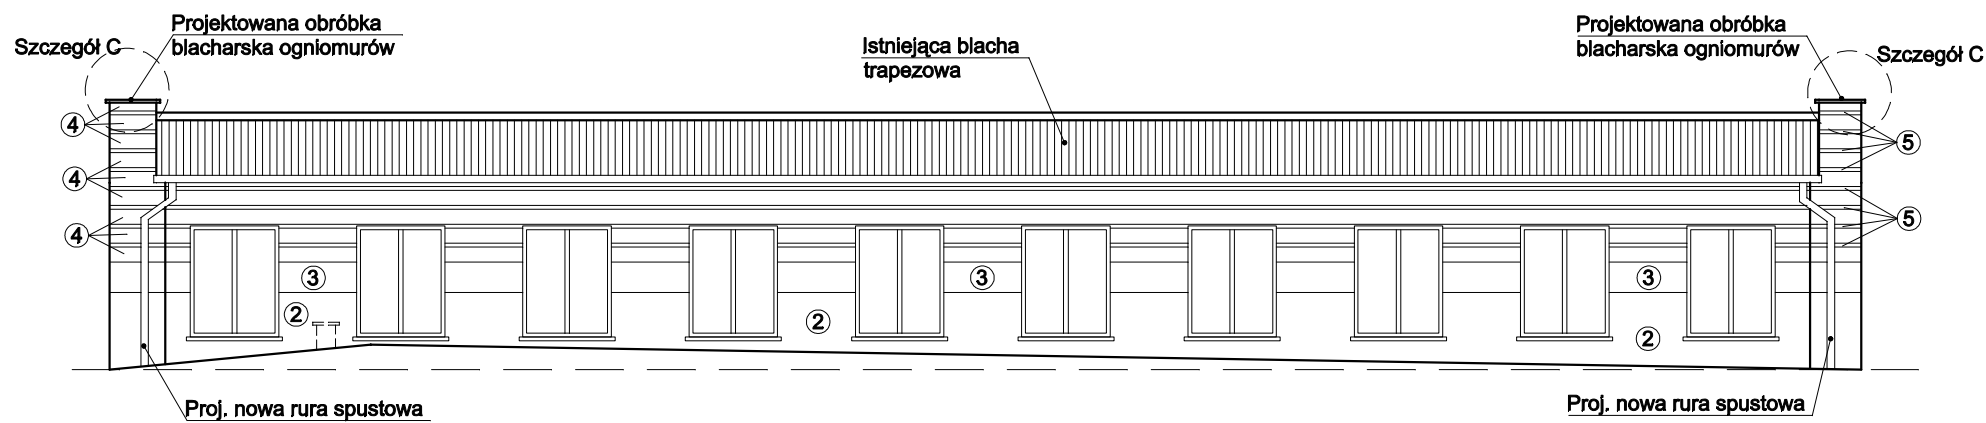 Projektowana obróbka
blacharska ogniomurów
Szczegół C
Istniejąca blacha
trapezowa
Projektowana obróbka
blacharska ogniomurów
Szczegół C
4
5
4
4
5
3
3
3
2
2
2
Proj. nowa rura spustowa
Proj. nowa rura spustowa